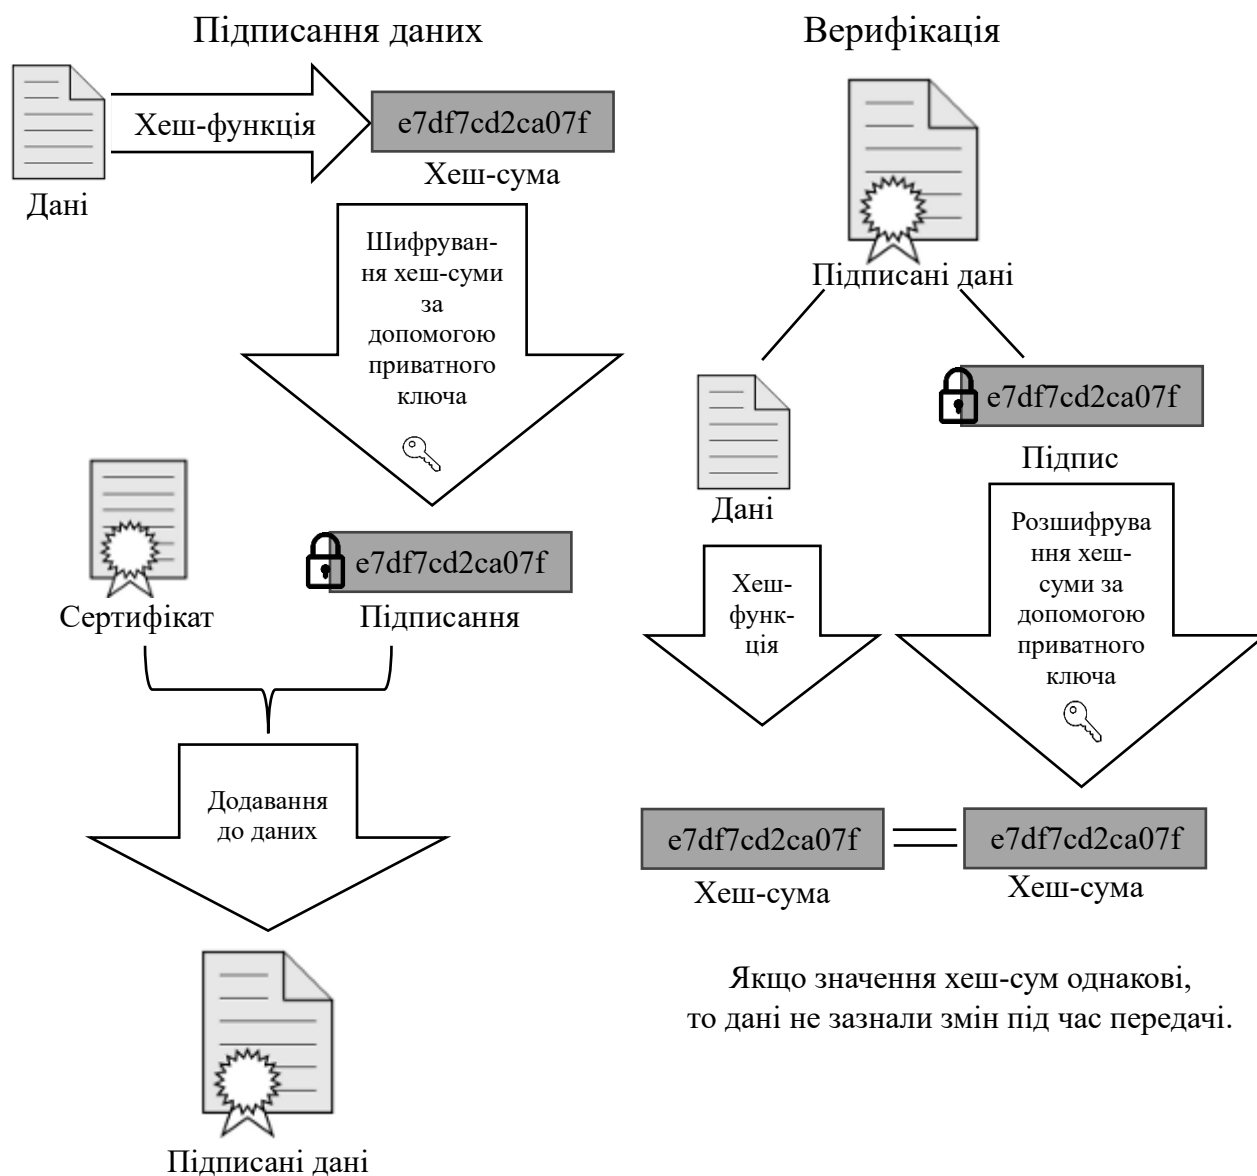 Підписання даних
Хеш-функція
e7df7cd2ca07f
Хеш-сума
Дані
Шифруван-
ня хеш-суми
за
допомогою
приватного
ключа
Сертифікат
e7df7cd2ca07f
Підписання
Додавання
до даних
Підписані дані
Верифікація
Підписані дані
Дані
e7df7cd2ca07f
Підпис
Хеш-
функ-
ція
Розшифрува
ння хеш-
суми за
допомогою
приватного
ключа
e7df7cd2ca07f
Хеш-сума
e7df7cd2ca07f
Хеш-сума
Якщо значення хеш-сум однакові,
то дані не зазнали змін під час передачі.